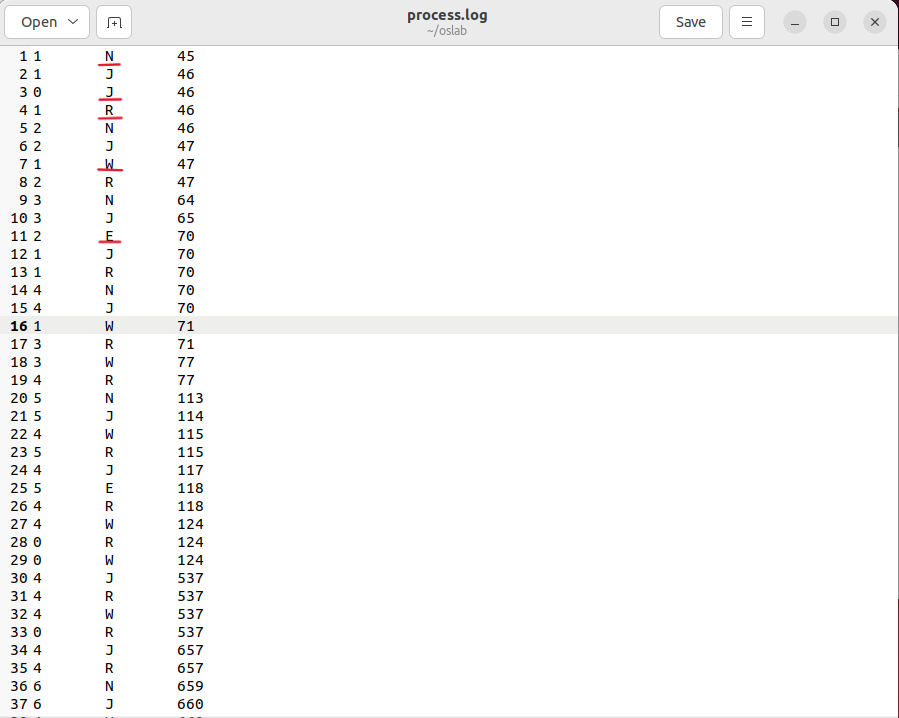 Open process.log Save
~/oslab
1 1 N 45
2 1 J 46
3 0 J 46
4 1 R 46
5 2 N 46
6 2 J 47
7 1 W 47
8 2 R 47
9 3 N 64
10 3 J 65
11 2 E 70
12 1 J 70
13 1 R 70
14 4 N 70
15 4 J 70
16 1 W 71
17 3 R 71
18 3 W 77
19 4 R 77
20 5 N 113
21 5 J 114
22 4 W 115
23 5 R 115
24 4 J 117
25 5 E 118
26 4 R 118
27 4 W 124
28 0 R 124
29 0 W 124
30 4 J 537
31 4 R 537
32 4 W 537
33 0 R 537
34 4 J 657
35 4 R 657
36 6 N 659
37 6 J 660